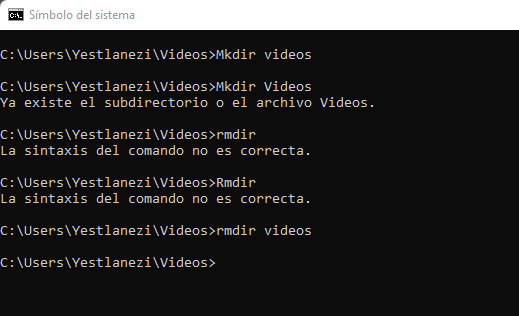 Símbolo del sistema
C:\Users\Yestlanezi\Videos>Mkdir videos
C:\Users\Yestlanezi\Videos>Mkdir Videos
Ya existe el subdirectorio o el archivo Videos.
C:\Users\Yestlanezi\Videos>rmdir
La sintaxis del comando no es correcta.
C:\Users\Yestlanezi\Videos>Rmdir
La sintaxis del comando no es correcta.
C:\Users\Yestlanezi\Videos>rmdir videos
C:\Users\Yestlanezi\Videos>